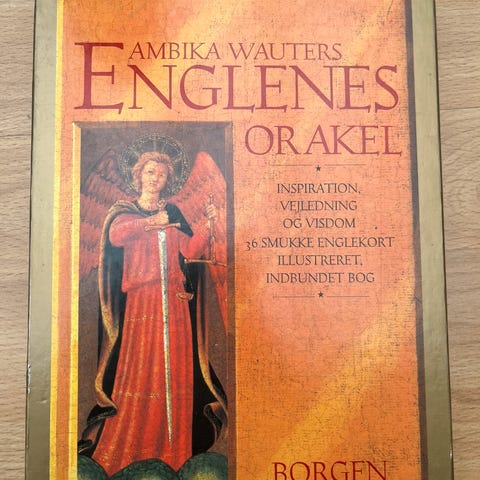 AMBIKA WAUTERS
ENGLENES
ORAKEL
INSPIRATION,
VEJLEDNING
OG VISDOM
36 SMUKKE ENGLEKORT
ILLUSTRERET,
INDBUNDET BOG
BORGEN